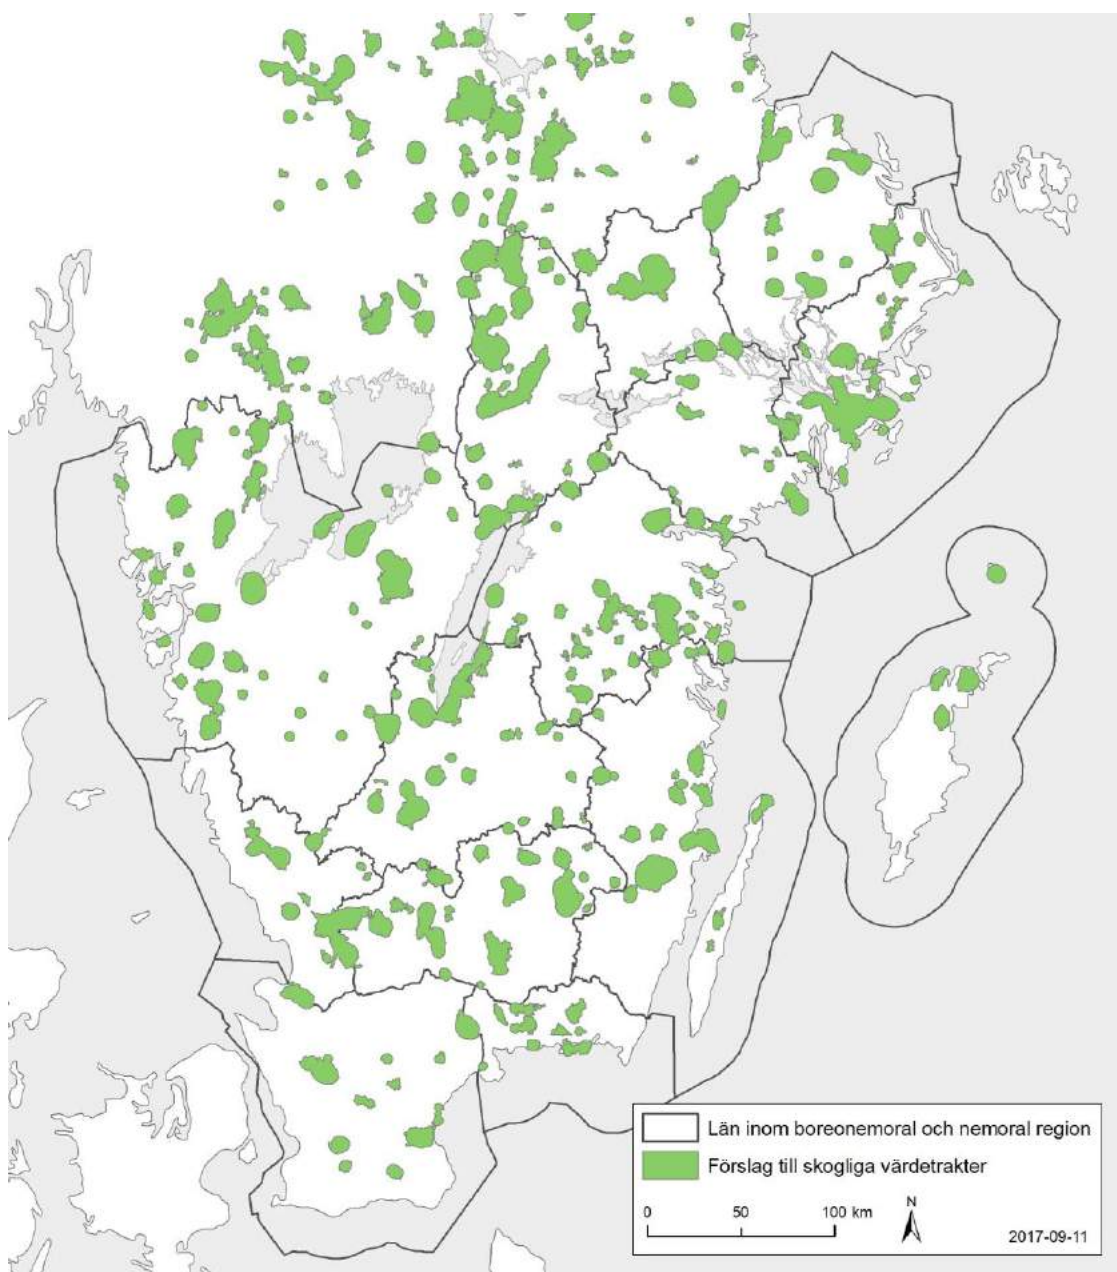 Län inom boreonemoral och nemoral region
Förslag till skogliga värdetrakter
0 50 100 km
N
2017-09-11